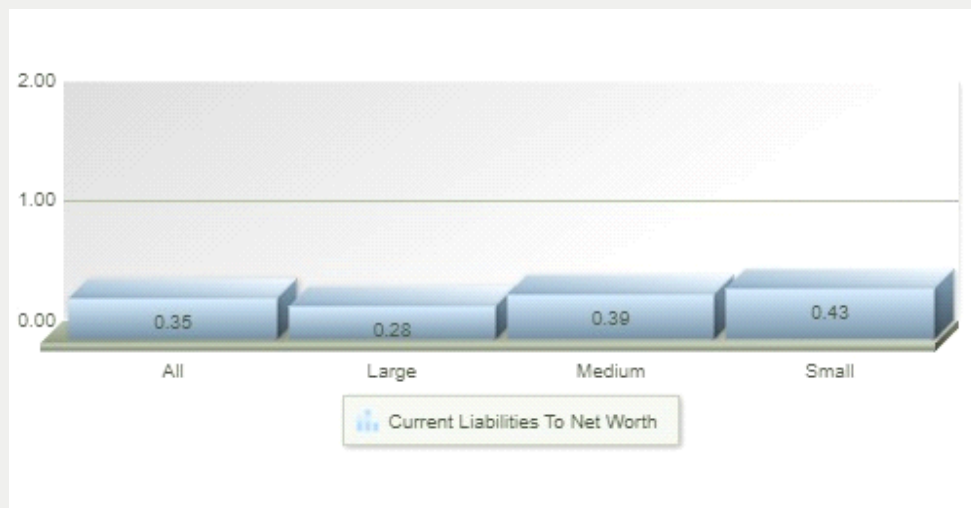 2.00
1.00
0.00
0.35
0.28
0.39
0.43
All
Large
Medium
Small
Current Liabilities To Net Worth